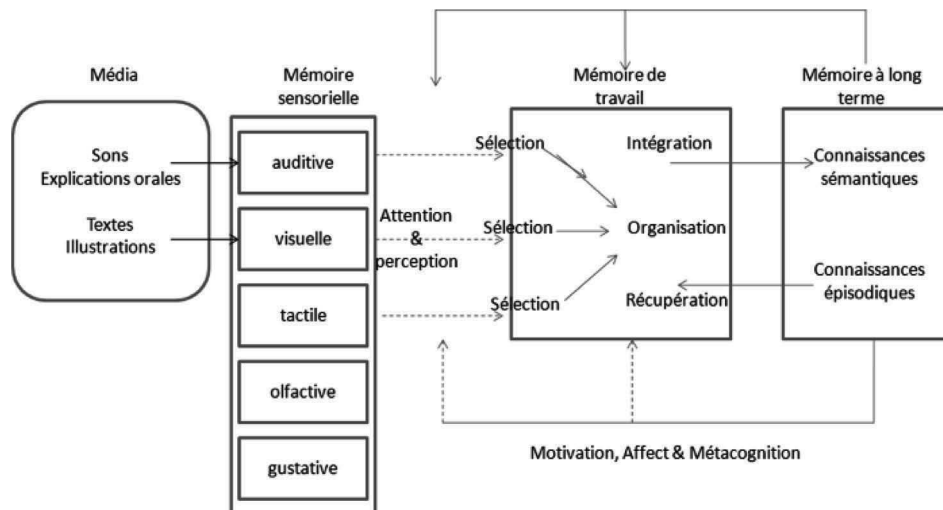 Média
Sons
Explications orales
Textes
Illustrations
Mémoire
sensorielle
auditive
visuelle
tactile
olfactive
gustative
Attention
&
perception
Mémoire de
travail
Sélection
Sélection
Sélection
Intégration
Organisation
Récupération
Mémoire à long
terme
Connaissances
sémantiques
Connaissances
épisodiques
Motivation, Affect & Métacognition